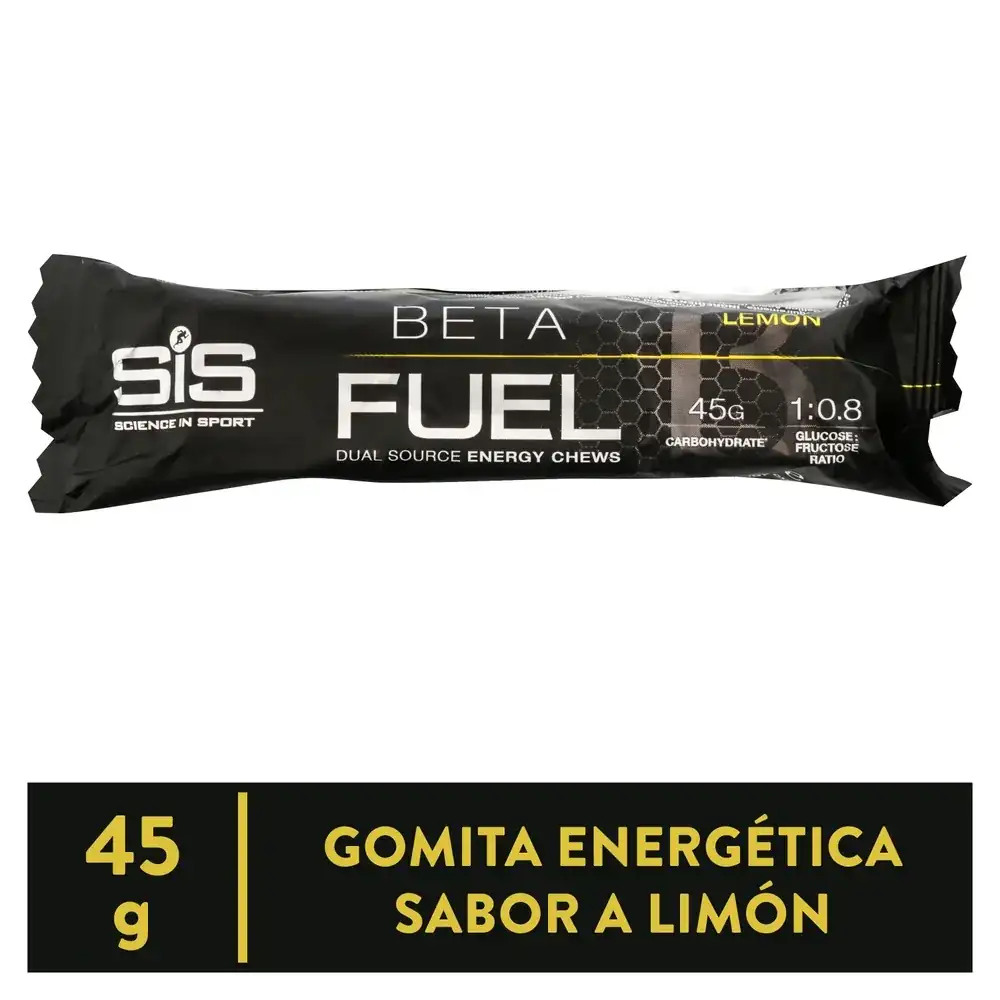 BETA
LEMON
SiS
SCIENCE IN SPORT
FUEL
DUAL SOURCE ENERGY CHEWS
45G
CARBOHYDRATE*
1:0.8
GLUCOSE:
FRUCTOSE
RATIO
45
g
GOMITA ENERGÉTICA
SABOR A LIMÓN